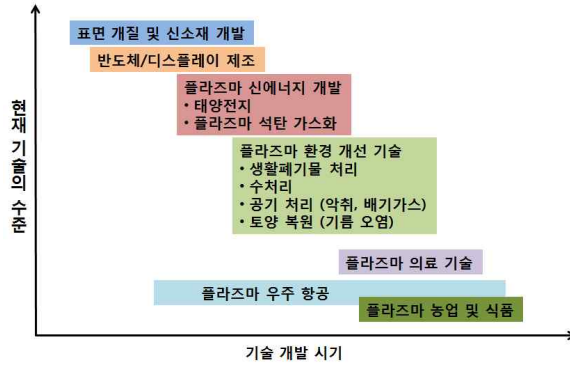 표면 개질 및 신소재 개발
반도체/디스플레이 제조
플라즈마 신에너지 개발
• 태양전지
• 플라즈마 석탄 가스화
플라즈마 환경 개선 기술
• 생활폐기물 처리
• 수처리
• 공기 처리 (악취, 배기가스)
• 토양 복원 (기름 오염)
플라즈마 의료 기술
플라즈마 우주 항공
플라즈마 농업 및 식품
현재 기술의 수준
기술 개발 시기